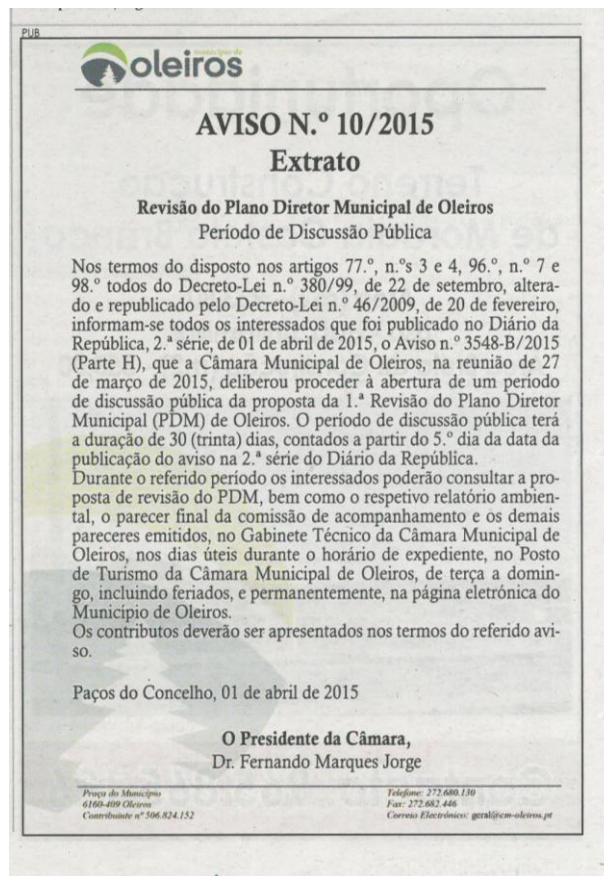 PUB
município de
oleiros
AVISO N.º 10/2015
Extrato
Revisão do Plano Diretor Municipal de Oleiros
Período de Discussão Pública
Nos termos do disposto nos artigos 77.º, n.ºs 3 e 4, 96.º, n.º 7 e
98.º todos do Decreto-Lei n.º 380/99, de 22 de setembro, altera-
do e republicado pelo Decreto-Lei n.º 46/2009, de 20 de fevereiro,
informam-se todos os interessados que foi publicado no Diário da
República, 2.ª série, de 01 de abril de 2015, o Aviso n.º 3548-B/2015
(Parte H), que a Câmara Municipal de Oleiros, na reunião de 27
de março de 2015, deliberou proceder à abertura de um período
de discussão pública da proposta da 1.ª Revisão do Plano Diretor
Municipal (PDM) de Oleiros. O período de discussão pública terá
a duração de 30 (trinta) dias, contados a partir do 5.º dia da data da
publicação do aviso na 2.ª série do Diário da República.
Durante o referido período os interessados poderão consultar a pro-
posta de revisão do PDM, bem como o respetivo relatório ambien-
tal, o parecer final da comissão de acompanhamento e os demais
pareceres emitidos, no Gabinete Técnico da Câmara Municipal de
Oleiros, nos dias úteis durante o horário de expediente, no Posto
de Turismo da Câmara Municipal de Oleiros, de terça a domin-
go, incluindo feriados, e permanentemente, na página eletrónica do
Município de Oleiros.
Os contributos deverão ser apresentados nos termos do referido avi-
so.
Paços do Concelho, 01 de abril de 2015
O Presidente da Câmara,
Dr. Fernando Marques Jorge
Praça do Município
6160-409 Oleiros
Contribuinte nº 506.824.152
Telefone: 272.680.130
Fax: 272.682.446
Correio Electrónico: geral@cm-oleiros.pt